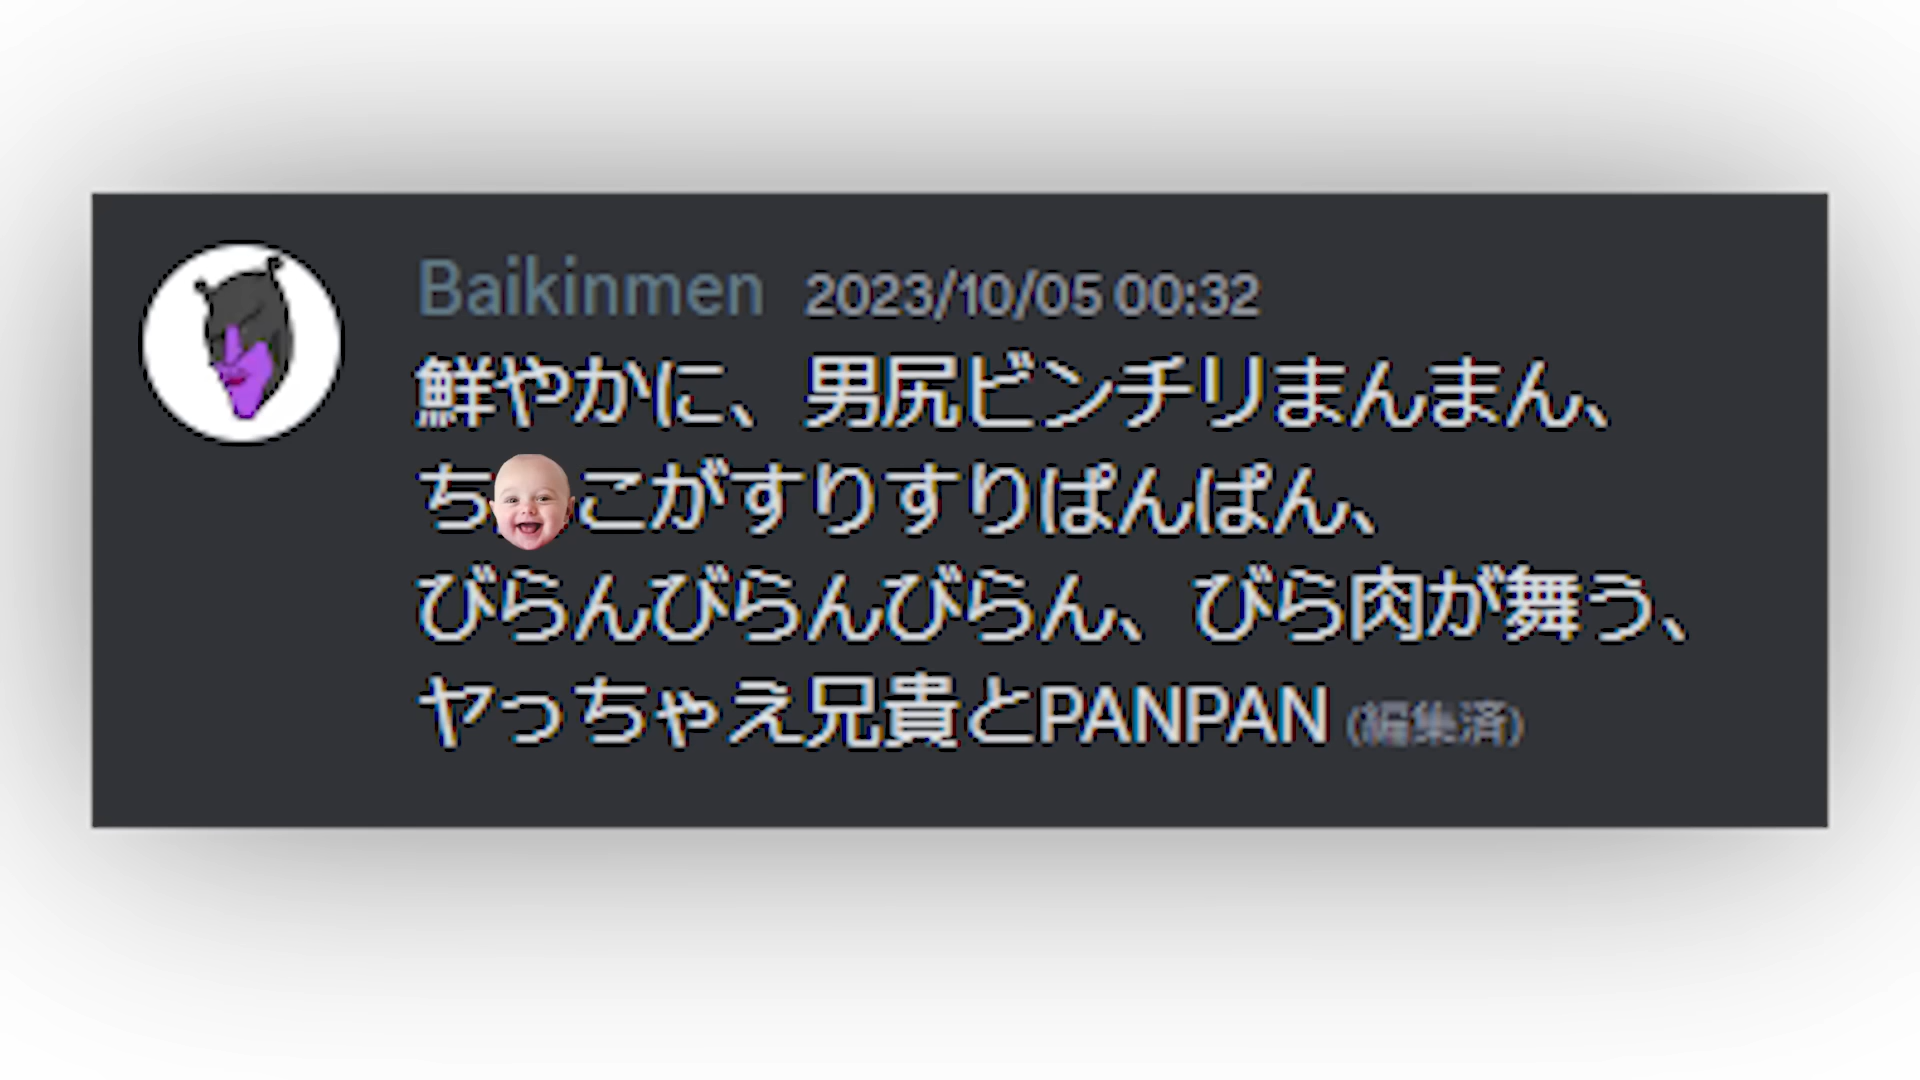 Baikinmen 2023/10/05 00:32
鮮やかに、男尻ビンチリまんまん、
ちこがすりすりぱんぱん、
びらんびらんびらん、びら肉が舞う、
ヤっちゃえ兄貴とPANPAN (編集済)